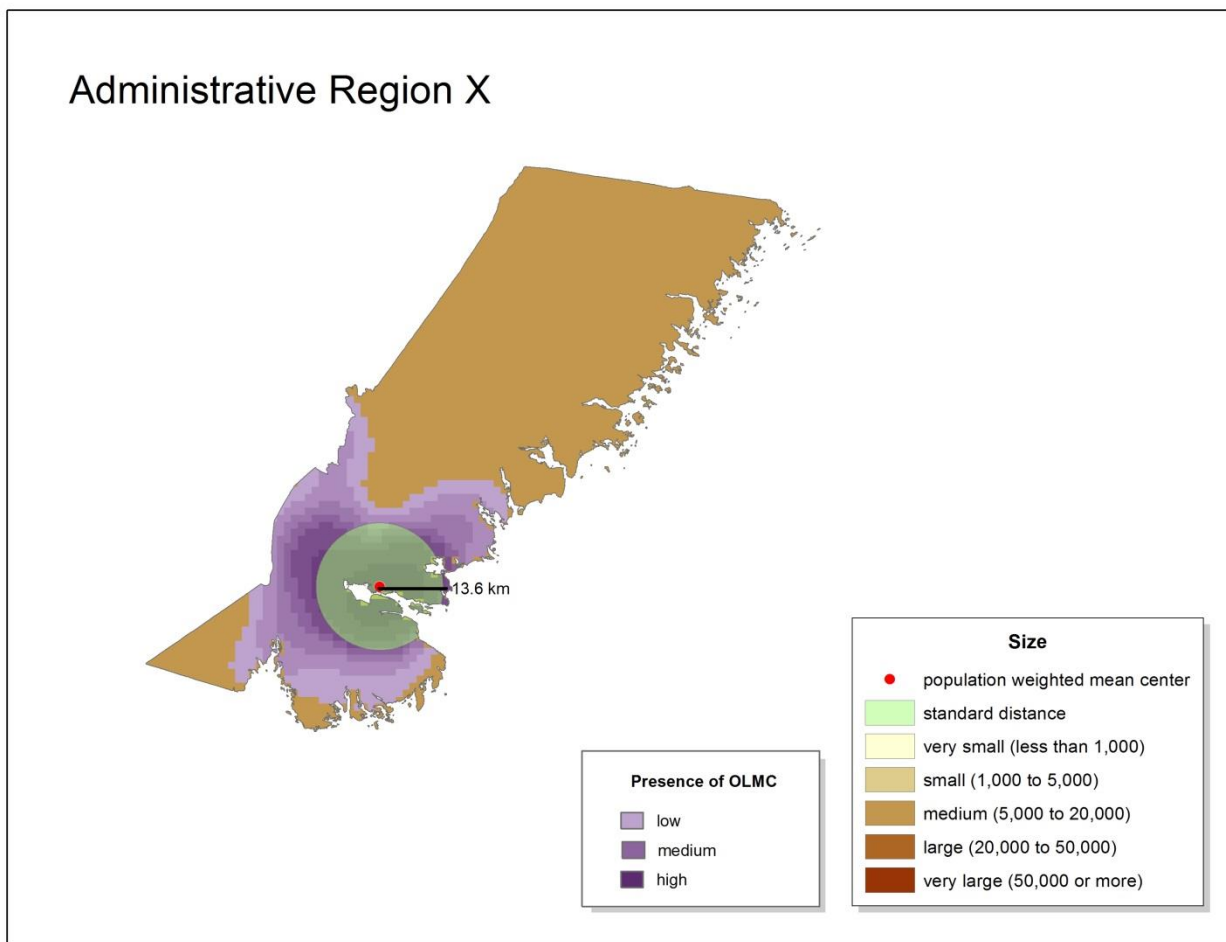 Administrative Region X
13.6 km
Presence of OLMC
low
medium
high
Size
population weighted mean center
standard distance
very small (less than 1,000)
small (1,000 to 5,000)
medium (5,000 to 20,000)
large (20,000 to 50,000)
very large (50,000 or more)